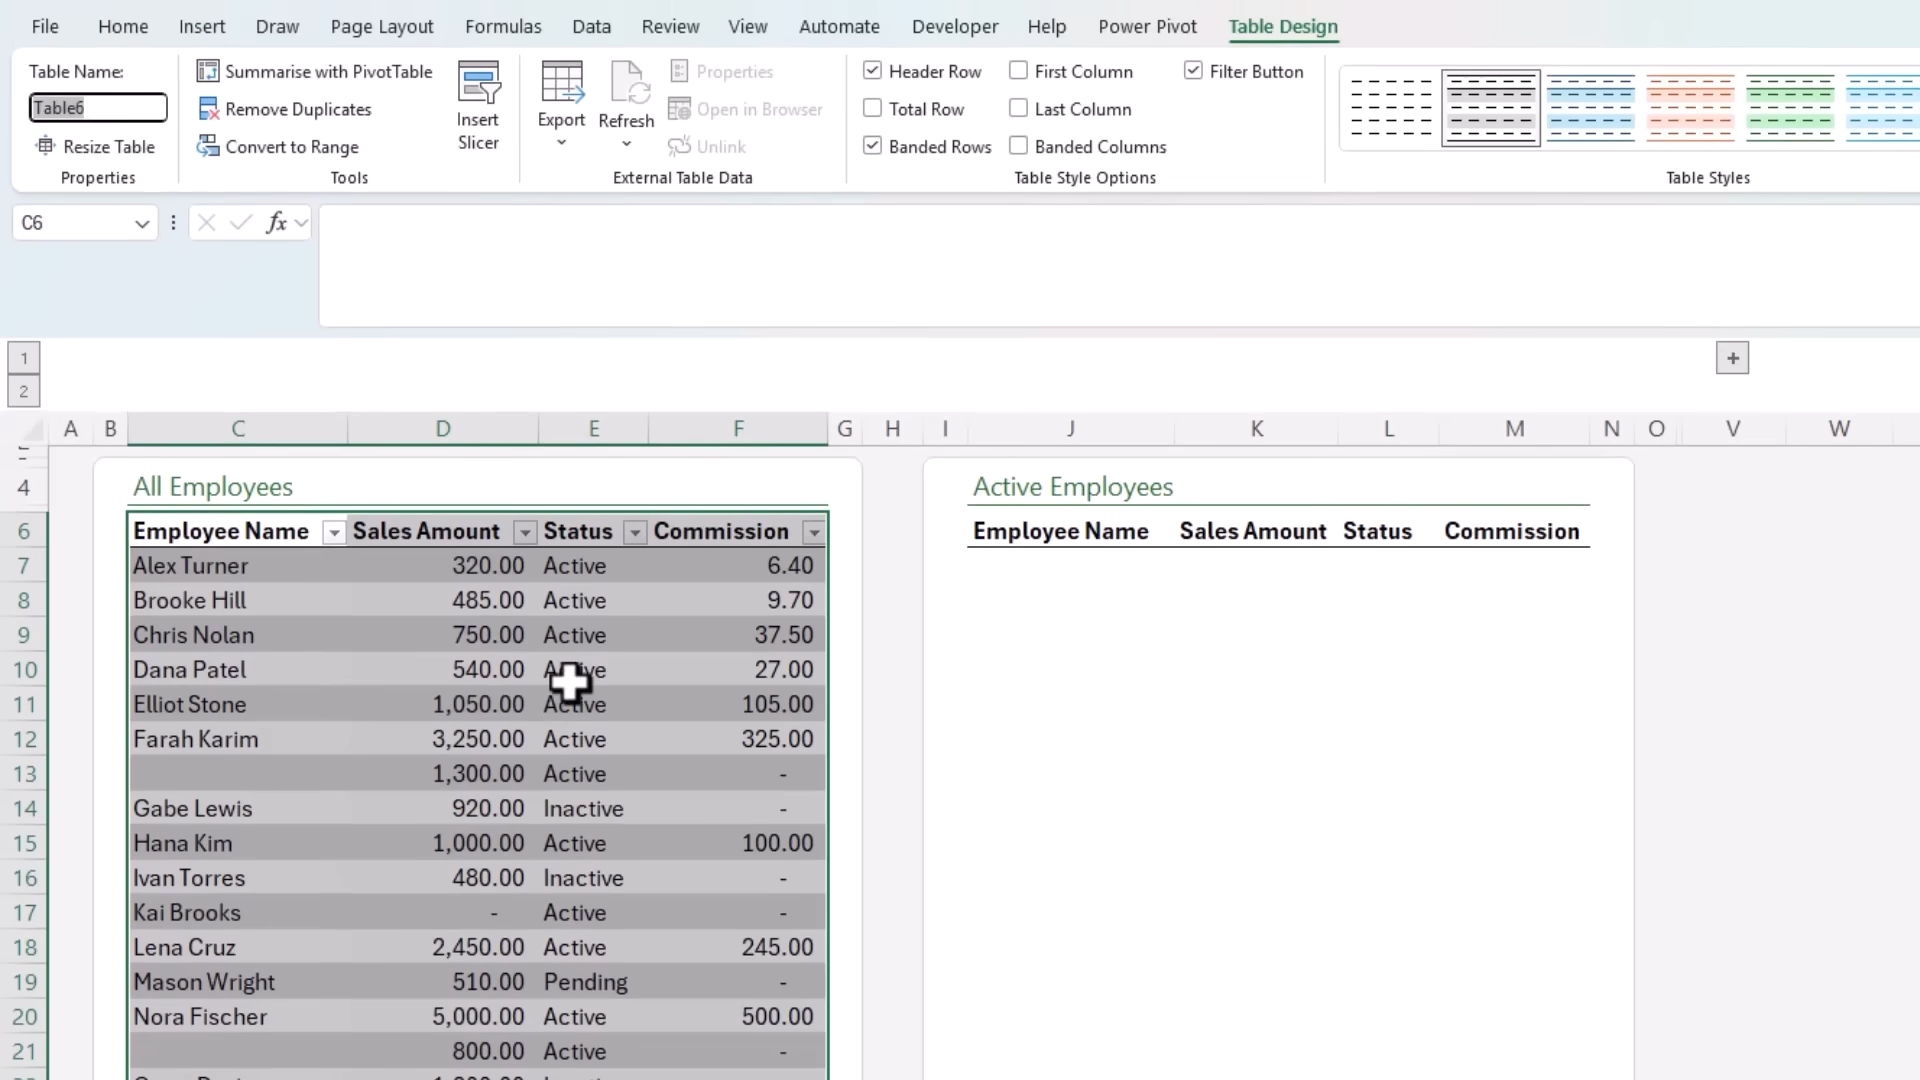 File Home Insert Draw Page Layout Formulas Data Review View Automate Developer Help Power Pivot Table Design
Table Name:
Table6
Resize Table
Properties
Summarise with PivotTable
Remove Duplicates
Convert to Range
Tools
Insert
Slicer
Export
Refresh
Properties
Open in Browser
Unlink
External Table Data
Header Row First Column Filter Button
Total Row Last Column
Banded Rows Banded Columns
Table Style Options
Table Styles
C6 fx
1 +
2
A B C D E F G H I J K L M N O V W
4 All Employees Active Employees
6 Employee Name Sales Amount Status Commission Employee Name Sales Amount Status Commission
7 Alex Turner 320.00 Active 6.40
8 Brooke Hill 485.00 Active 9.70
9 Chris Nolan 750.00 Active 37.50
10 Dana Patel 540.00 Active 27.00
11 Elliot Stone 1,050.00 Active 105.00
12 Farah Karim 3,250.00 Active 325.00
13 1,300.00 Active -
14 Gabe Lewis 920.00 Inactive -
15 Hana Kim 1,000.00 Active 100.00
16 Ivan Torres 480.00 Inactive -
17 Kai Brooks - Active -
18 Lena Cruz 2,450.00 Active 245.00
19 Mason Wright 510.00 Pending -
20 Nora Fischer 5,000.00 Active 500.00
21 800.00 Active -